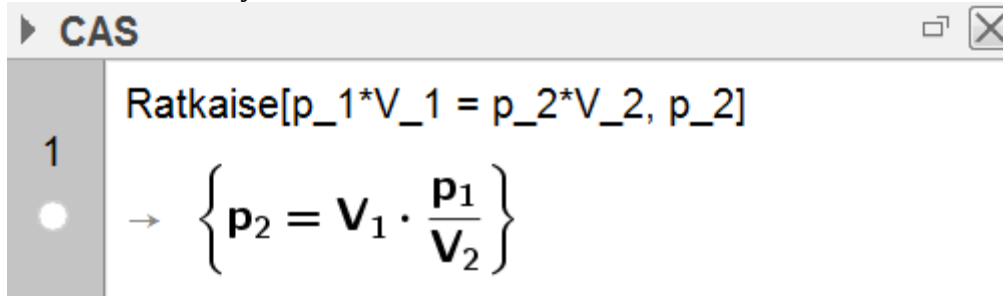 CAS
1
Ratkaise[p_1*V_1 = p_2*V_2, p_2]
→ {p₂ = V₁ · p₁/V₂}